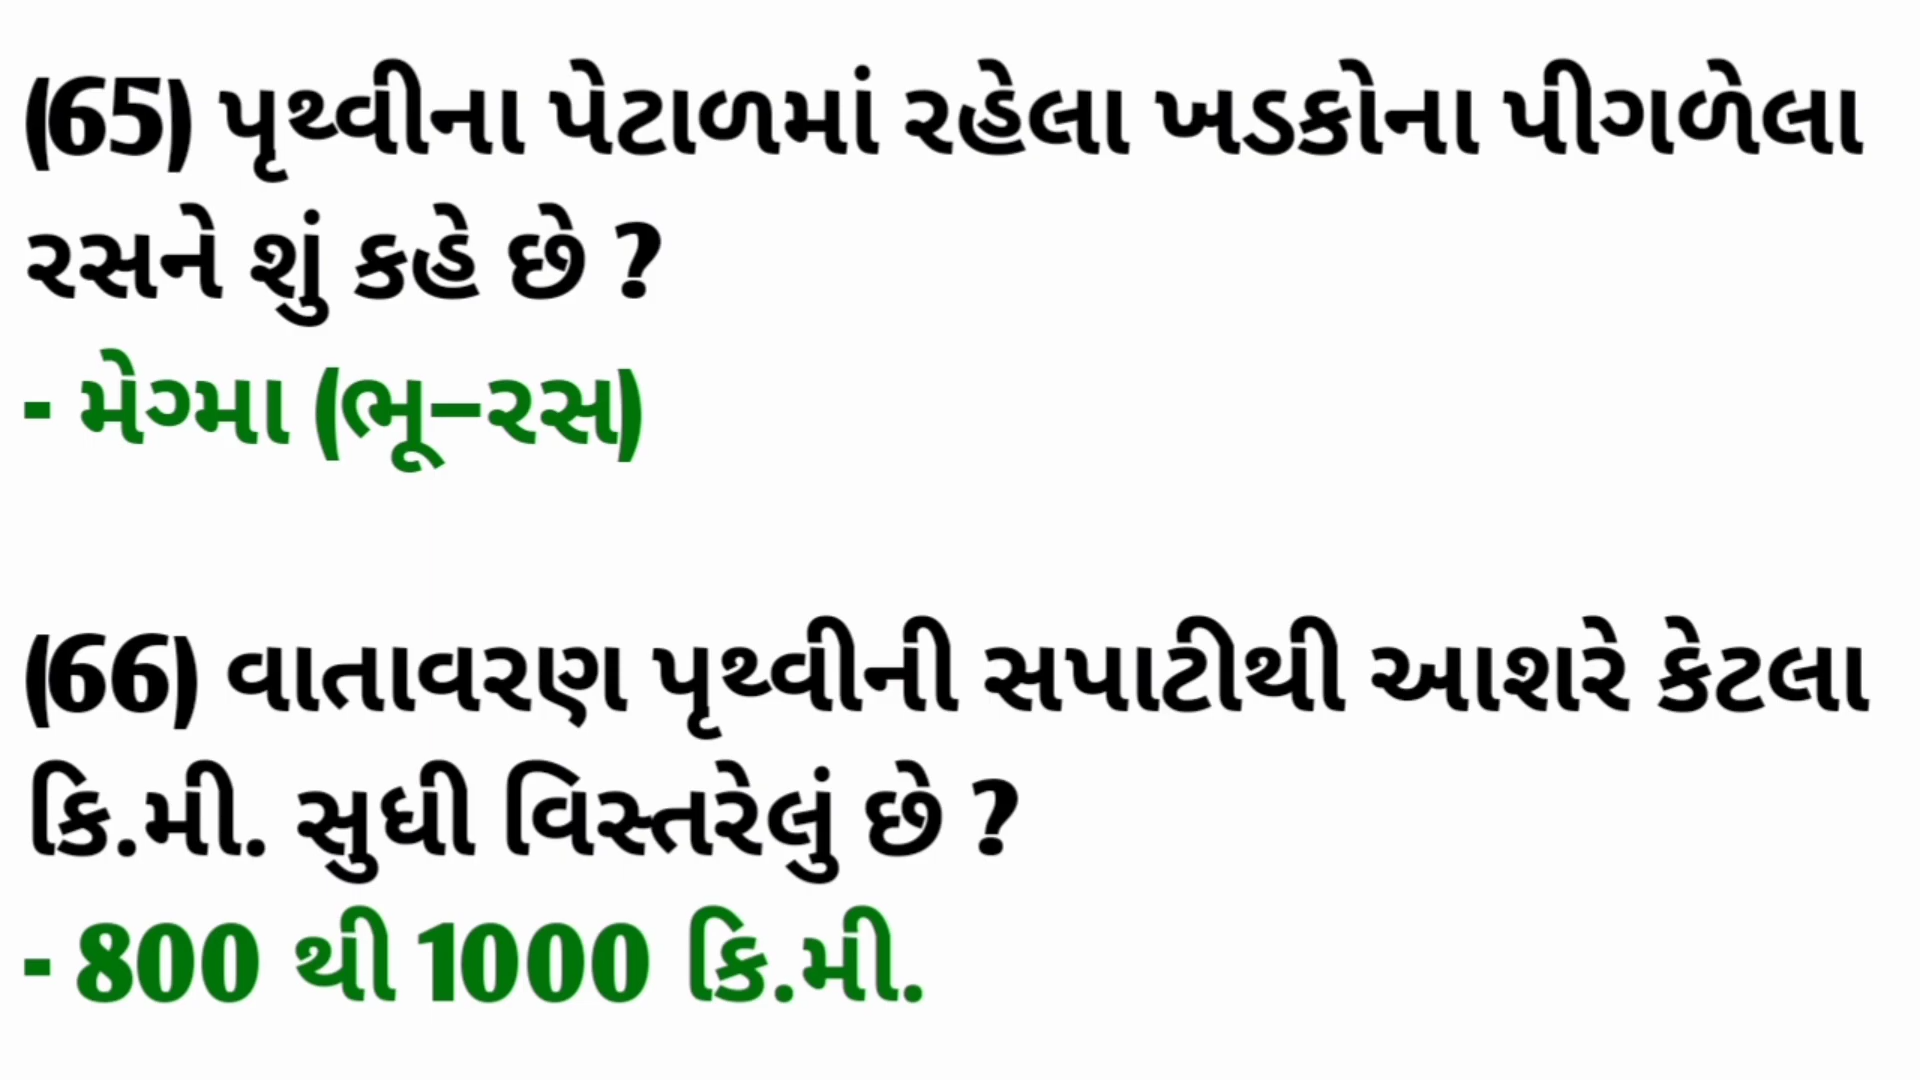 (65) પૃથ્વીના પેટાળમાં રહેલા ખડકોના પીગળેલા
રસને શું કહે છે ?
- મેગ્મા (ભૂ–રસ)
(66) વાતાવરણ પૃથ્વીની સપાટીથી આશરે કેટલા
કિ.મી. સુધી વિસ્તરેલું છે ?
- 800 થી 1000 કિ.મી.